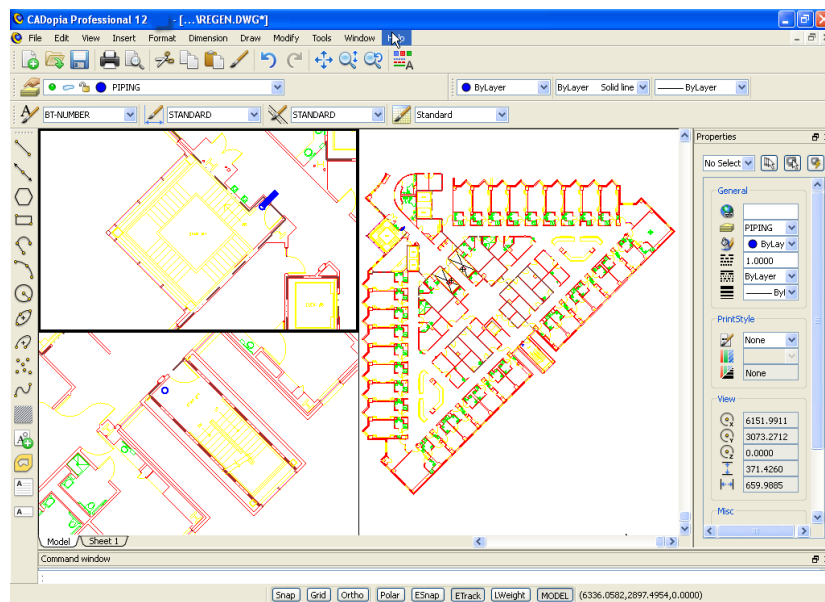 CADopia Professional 12 - [...\REGEN.DWG*]
File Edit View Insert Format Dimension Draw Modify Tools Window Help
PIPING ByLayer ByLayer Solid line ByLayer
BT-NUMBER STANDARD STANDARD Standard
Properties
No Select
General
PIPING
ByLay
1.0000
ByLayer
Byl
PrintStyle
None
None
View
6151.9911
3073.2712
0.0000
371.4260
659.9885
Misc
Model Sheet 1
Command window
:
Snap Grid Ortho Polar ESnap ETrack LWeight MODEL (6336.0582,2897.4954,0.0000)